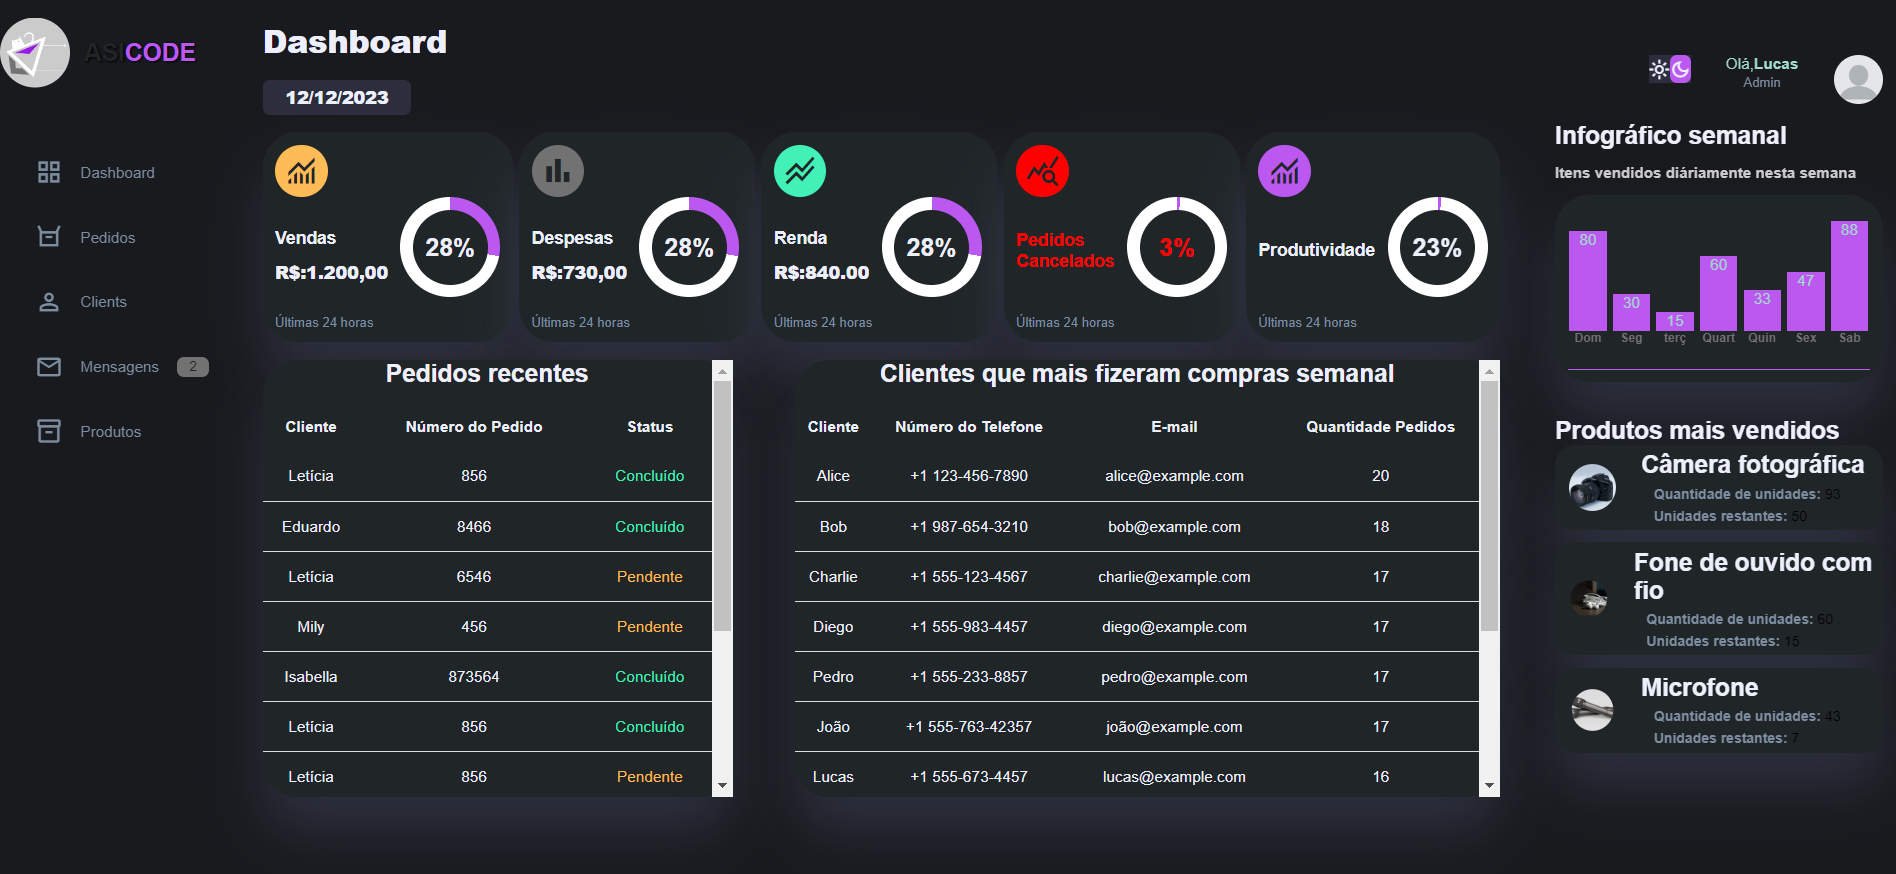 ASICODE
Dashboard
Pedidos
Clients
Mensagens 2
Produtos
Dashboard
12/12/2023
Vendas
R$:1.200,00
28%
Últimas 24 horas
Despesas
R$:730,00
28%
Últimas 24 horas
Renda
R$:840.00
28%
Últimas 24 horas
Pedidos
Cancelados
3%
Últimas 24 horas
Produtividade
23%
Últimas 24 horas
Pedidos recentes
Cliente Número do Pedido Status
Letícia 856 Concluído
Eduardo 8466 Concluído
Letícia 6546 Pendente
Mily 456 Pendente
Isabella 873564 Concluído
Letícia 856 Concluído
Letícia 856 Pendente
Clientes que mais fizeram compras semanal
Cliente Número do Telefone E-mail Quantidade Pedidos
Alice +1 123-456-7890 alice@example.com 20
Bob +1 987-654-3210 bob@example.com 18
Charlie +1 555-123-4567 charlie@example.com 17
Diego +1 555-983-4457 diego@example.com 17
Pedro +1 555-233-8857 pedro@example.com 17
João +1 555-763-42357 joão@example.com 17
Lucas +1 555-673-4457 lucas@example.com 16
Olá,Lucas
Admin
Infográfico semanal
Itens vendidos diáriamente nesta semana
80 30 15 60 33 47 88
Dom Seg terç Quart Quin Sex Sab
Produtos mais vendidos
Câmera fotográfica
Quantidade de unidades: 93
Unidades restantes: 50
Fone de ouvido com
fio
Quantidade de unidades: 60
Unidades restantes: 15
Microfone
Quantidade de unidades: 43
Unidades restantes: 7